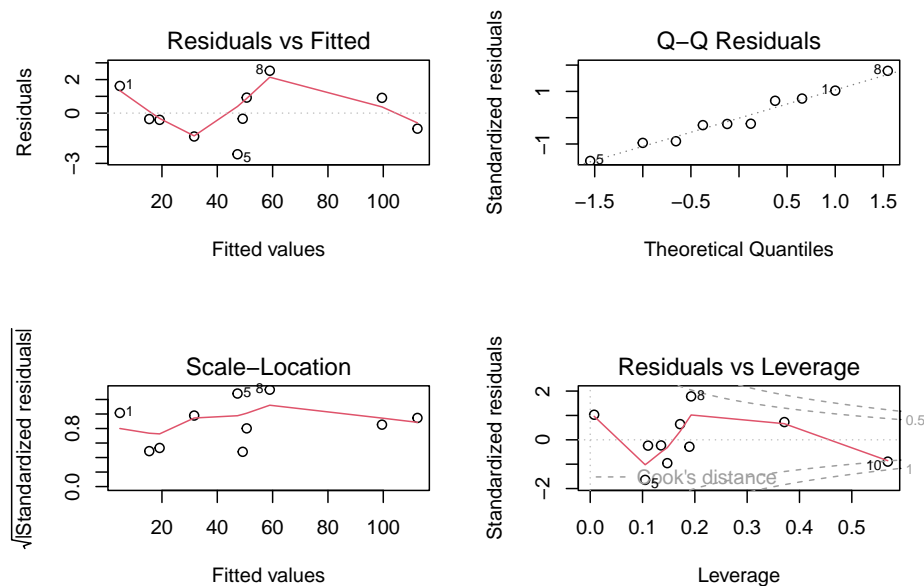 Residuals vs Fitted
Residuals
2
0
−3
1
8
5
20 40 60 80 100
Fitted values
Q−Q Residuals
Standardized residuals
1
−1
5
1
8
−1.5 −0.5 0.5 1.0 1.5
Theoretical Quantiles
Scale−Location
√|Standardized residuals|
0.8
0.0
1
5
8
20 40 60 80 100
Fitted values
Residuals vs Leverage
Standardized residuals
2
0
−2
8
5
10
0.5
1
Cook's distance
0.0 0.1 0.2 0.3 0.4 0.5
Leverage